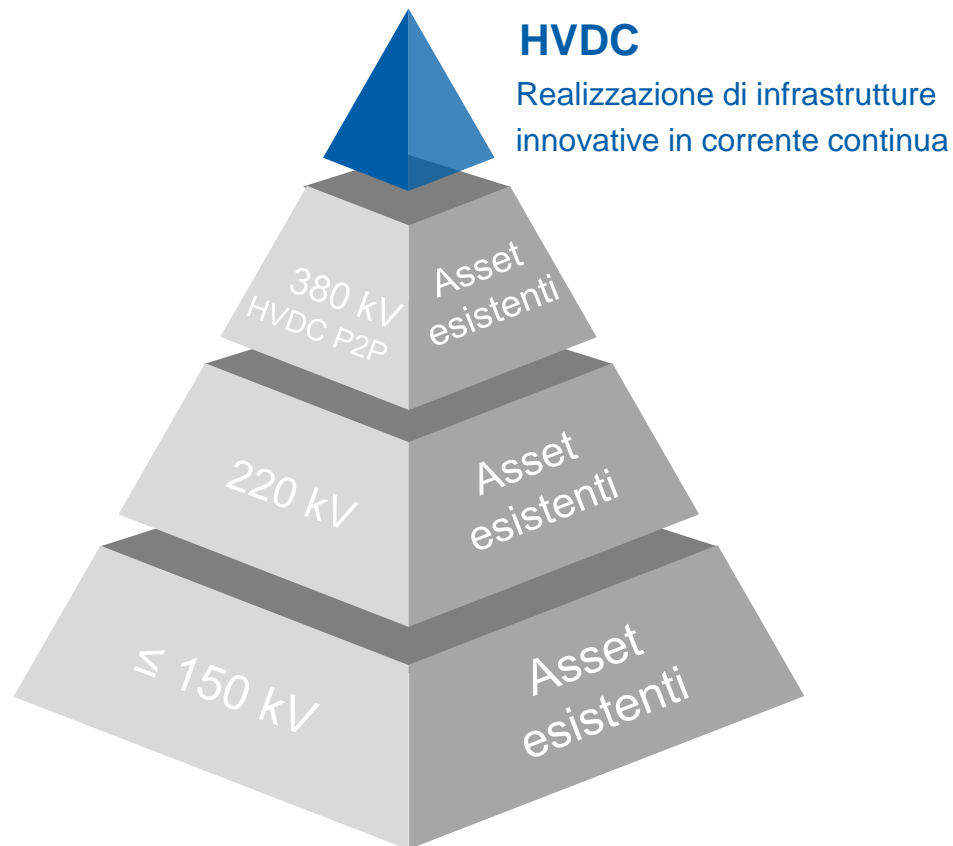 HVDC
Realizzazione di infrastrutture
innovative in corrente continua
380 kV
HVDC P2P
Asset
esistenti
220 kV
Asset
esistenti
≤ 150 kV
Asset
esistenti